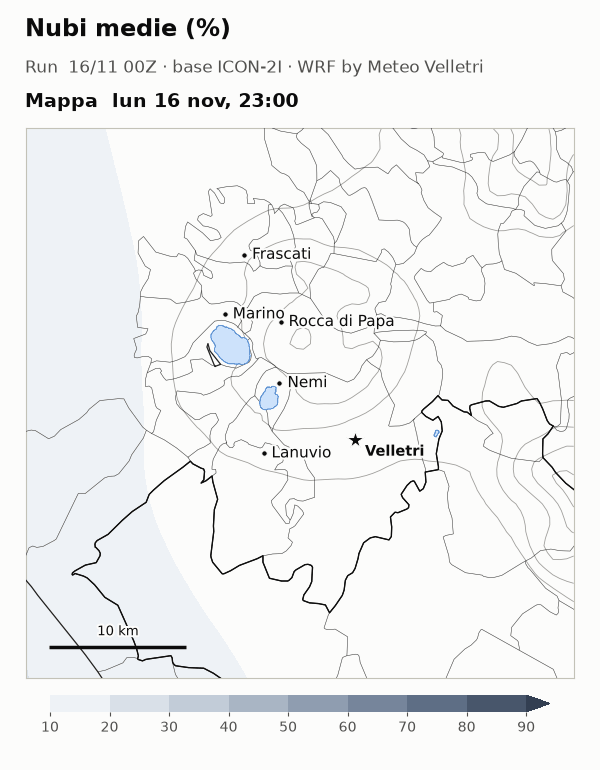 Nubi medie (%)
Run  16/11 00Z · base ICON-2I · WRF by Meteo Velletri
Mappa  lun 16 nov, 23:00
Frascati
Marino
Rocca di Papa
Nemi
Velletri
Lanuvio
10 km
10 20 30 40 50 60 70 80 90